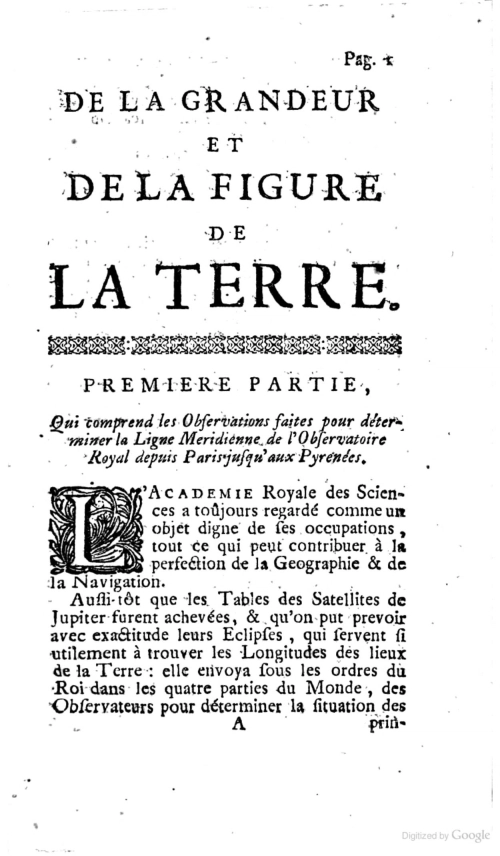 Pag. 1
DE LA GRANDEUR
ET
DE LA FIGURE
DE
LA TERRE.
PREMIERE PARTIE,
Qui comprend les Obſervations faites pour déter-
miner la Ligne Meridienne de l'Obſervatoire
Royal depuis Paris juſqu'aux Pyrenées.
L'ACADEMIE Royale des Scien-
ces a toûjours regardé comme un
objet digne de ſes occupations,
tout ce qui peut contribuer à la
perfection de la Geographie & de
la Navigation.
Auſſi-tôt que les Tables des Satellites de
Jupiter furent achevées, & qu'on put prevoir
avec exactitude leurs Eclipſes, qui ſervent ſi
utilement à trouver les Longitudes des lieux
de la Terre : elle envoya ſous les ordres du
Roi dans les quatre parties du Monde, des
Obſervateurs pour déterminer la ſituation des
A prin-
Digitized by Google